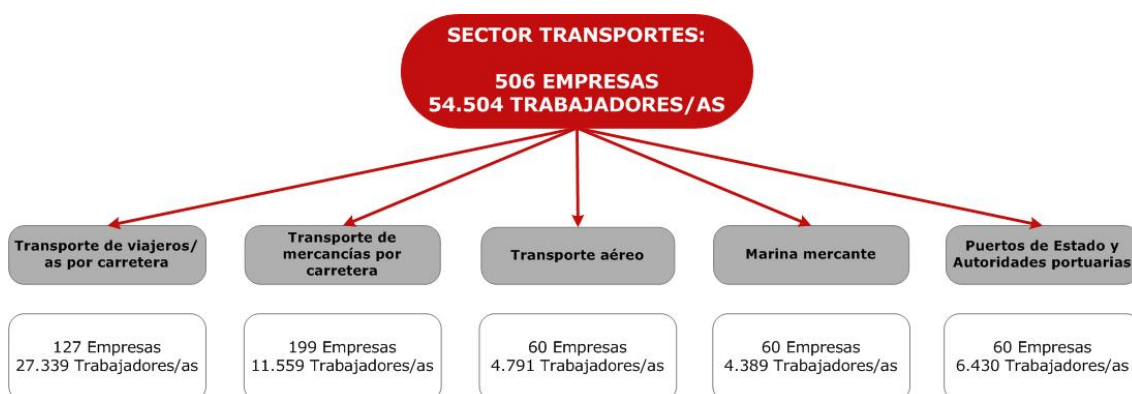 SECTOR TRANSPORTES:
506 EMPRESAS
54.504 TRABAJADORES/AS
Transporte de viajeros/
as por carretera
Transporte de
mercancías por
carretera
Transporte aéreo
Marina mercante
Puertos de Estado y
Autoridades portuarias
127 Empresas
27.339 Trabajadores/as
199 Empresas
11.559 Trabajadores/as
60 Empresas
4.791 Trabajadores/as
60 Empresas
4.389 Trabajadores/as
60 Empresas
6.430 Trabajadores/as